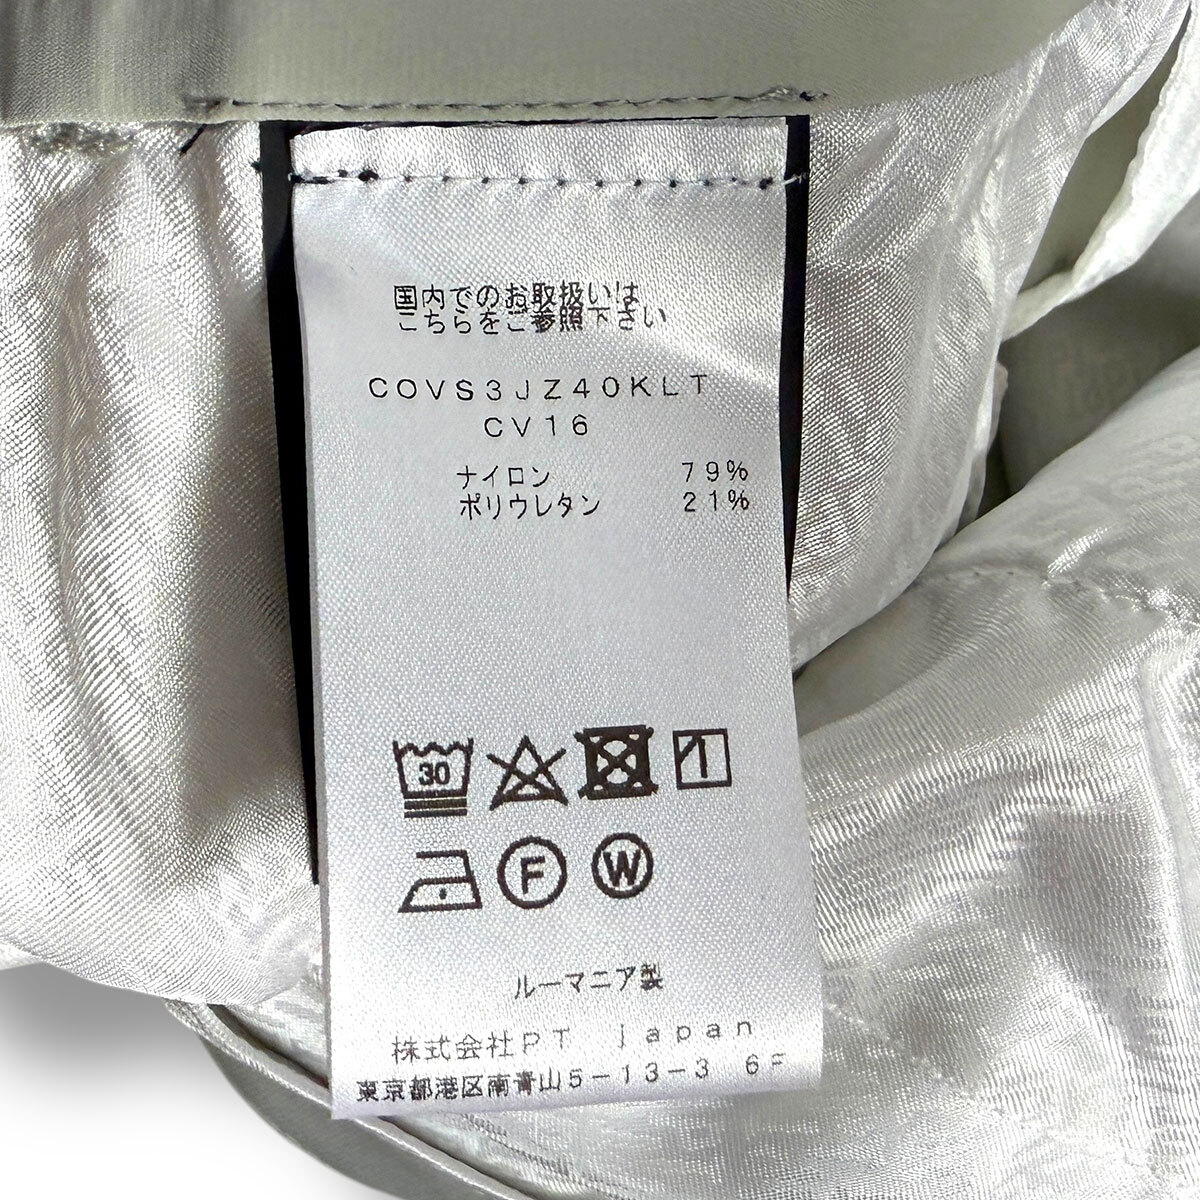 国内でのお取扱いは
こちらをご参照下さい
COVS3JZ40KLT
CV16
ナイロン 79%
ポリウレタン 21%
30
F W
ルーマニア製
株式会社PT japan
東京都港区南青山5-13-3 6F